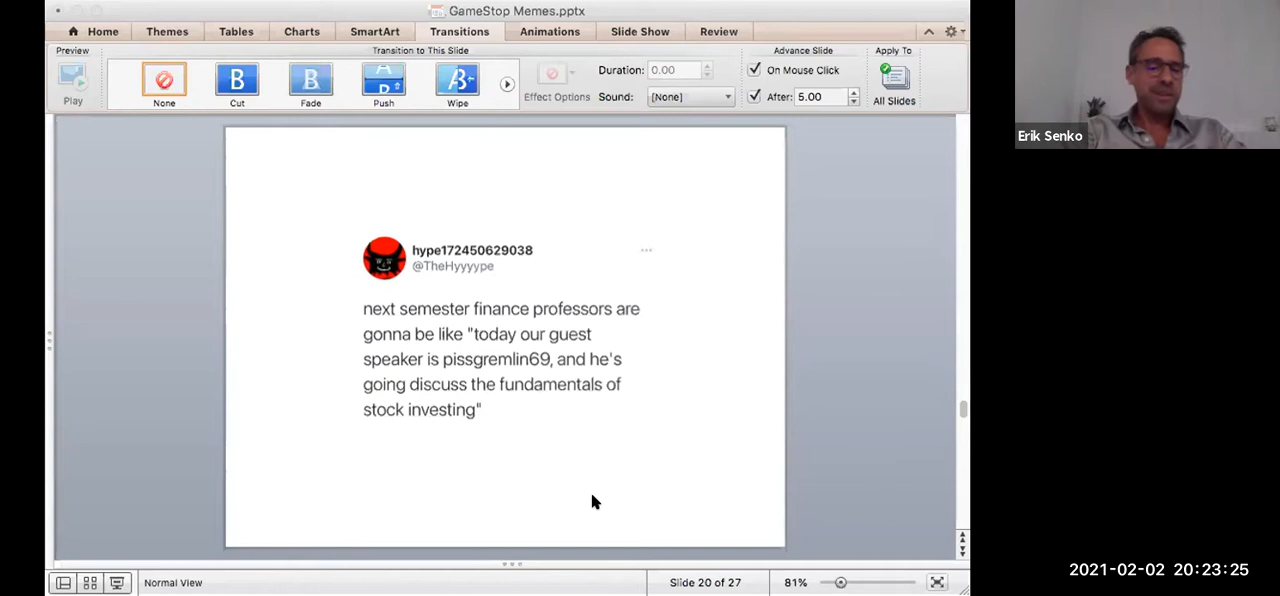 GameStop Memes.pptx
Home Themes Tables Charts SmartArt Transitions Animations Slide Show Review
Preview Transition to This Slide Advance Slide Apply To
Play
None Cut Fade Push Wipe
Effect Options
Duration: 0.00
Sound: [None]
On Mouse Click
After: 5.00
All Slides
Erik Senko
hype172450629038
@TheHyyyype
next semester finance professors are
gonna be like "today our guest
speaker is pissgremlin69, and he's
going discuss the fundamentals of
stock investing"
Normal View Slide 20 of 27 81%
2021-02-02 20:23:25